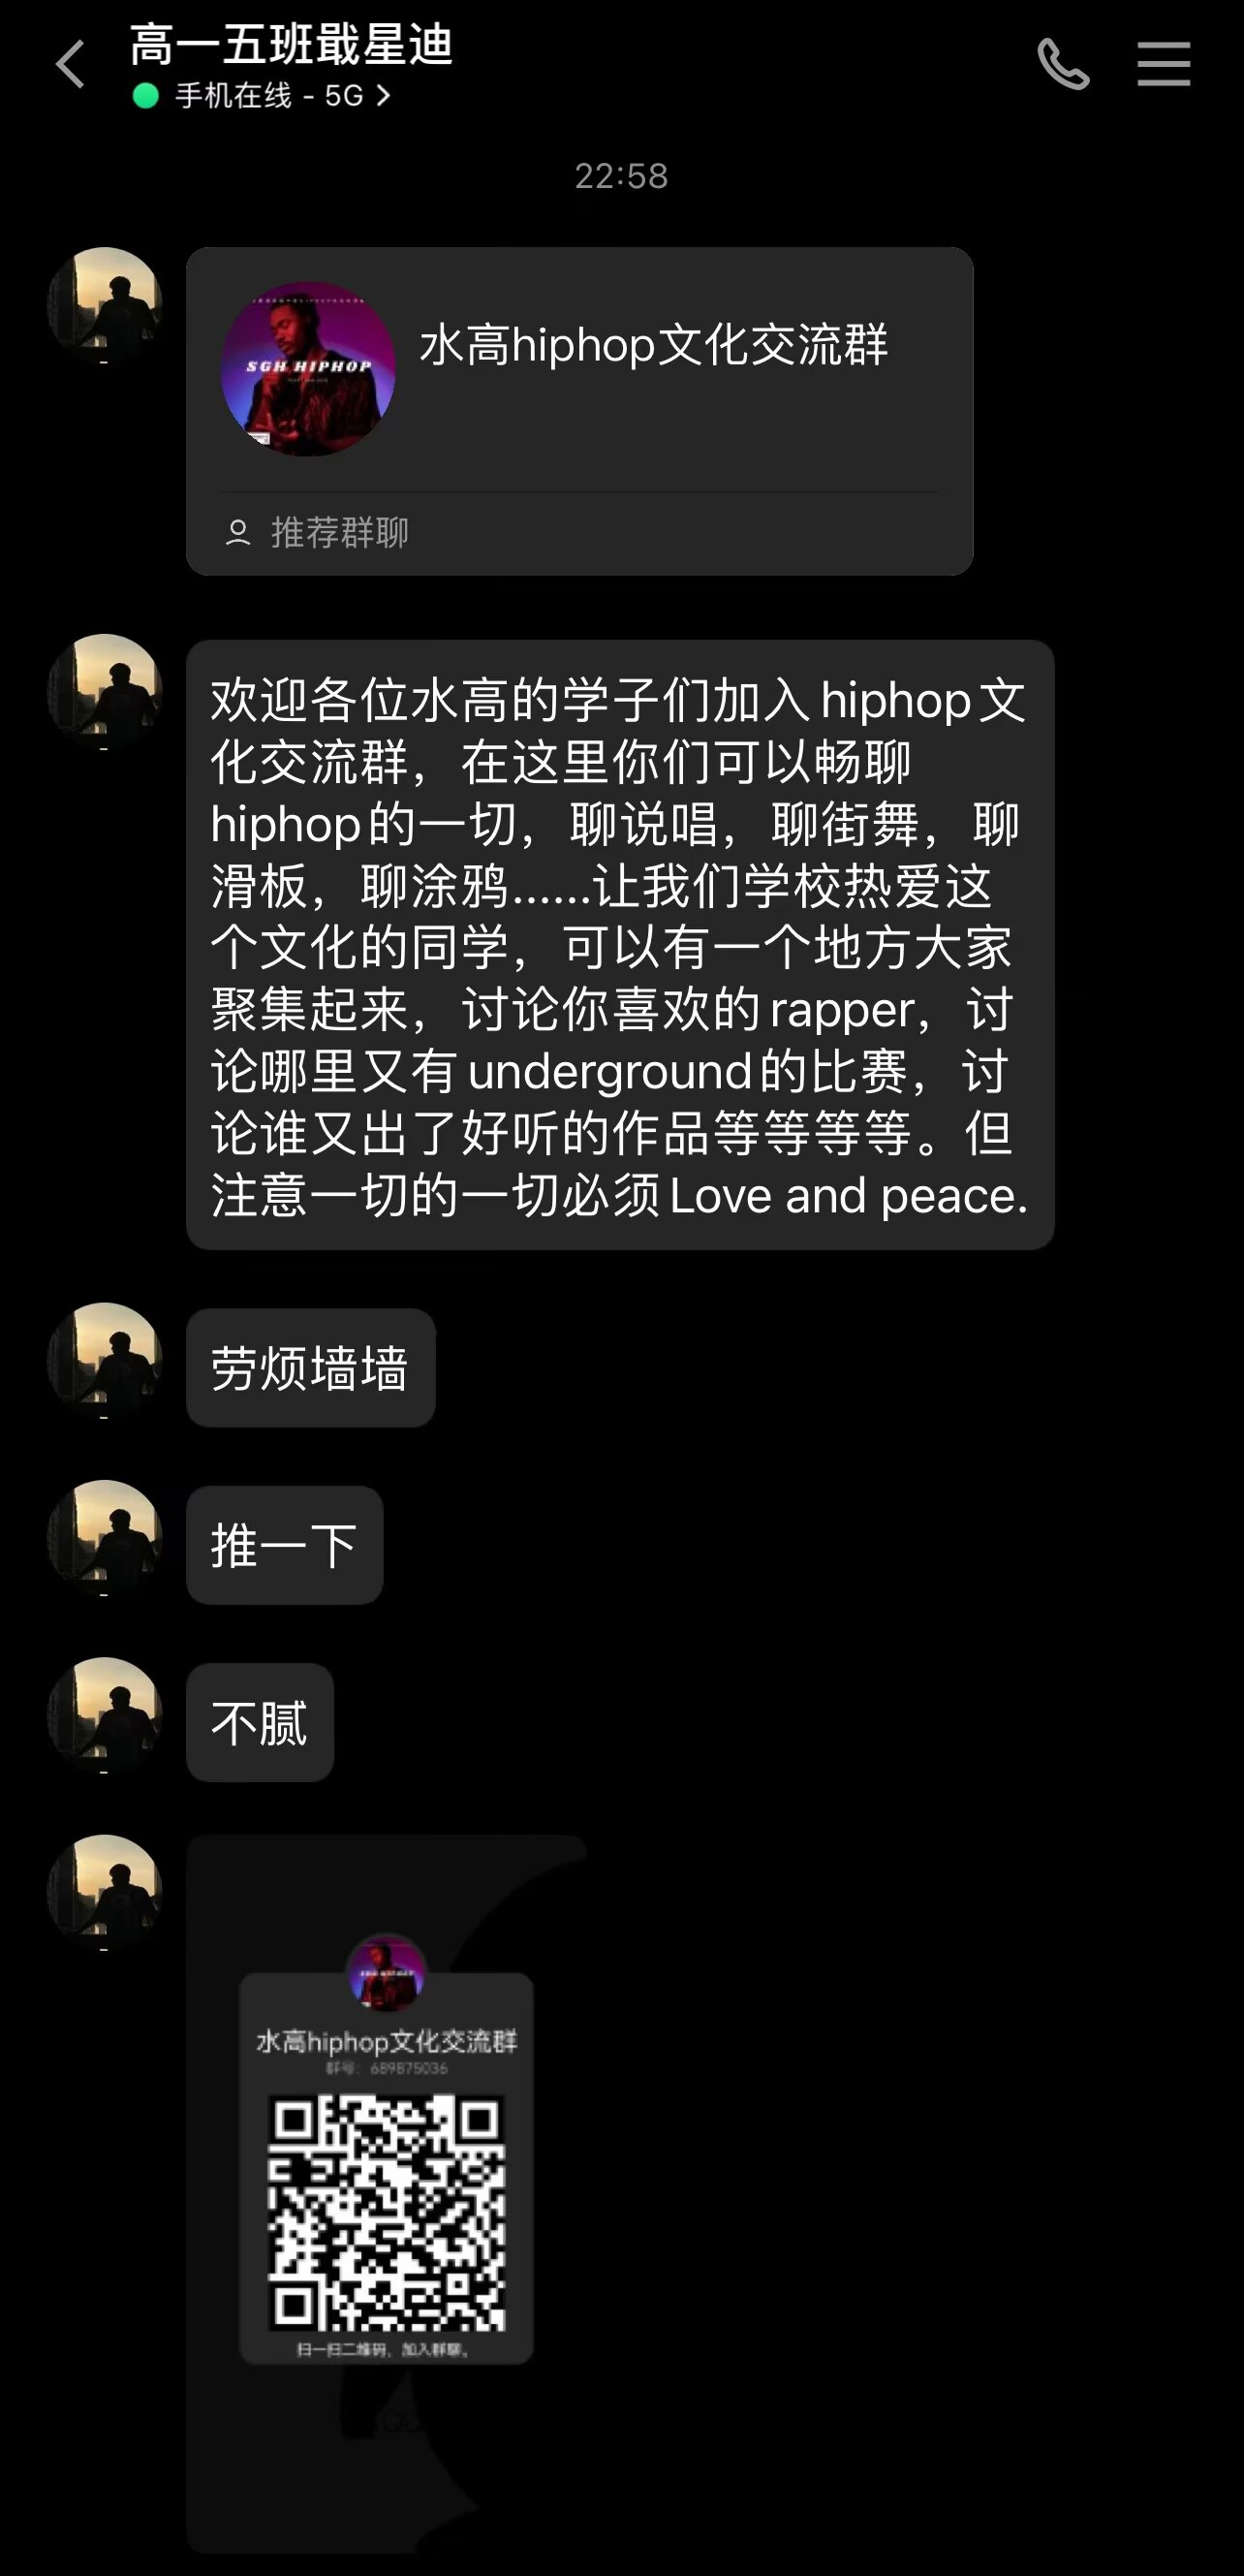 高一五班戢星迪
手机在线 - 5G
22:58
SGH HIPHOP
水高hiphop文化交流群
推荐群聊
欢迎各位水高的学子们加入hiphop文
化交流群，在这里你们可以畅聊
hiphop的一切，聊说唱，聊街舞，聊
滑板，聊涂鸦......让我们学校热爱这
个文化的同学，可以有一个地方大家
聚集起来，讨论你喜欢的rapper，讨
论哪里又有underground的比赛，讨
论谁又出了好听的作品等等等等。但
注意一切的一切必须Love and peace.
劳烦墙墙
推一下
不腻
水高hiphop文化交流群
群号：689875036
扫一扫二维码，加入群聊。